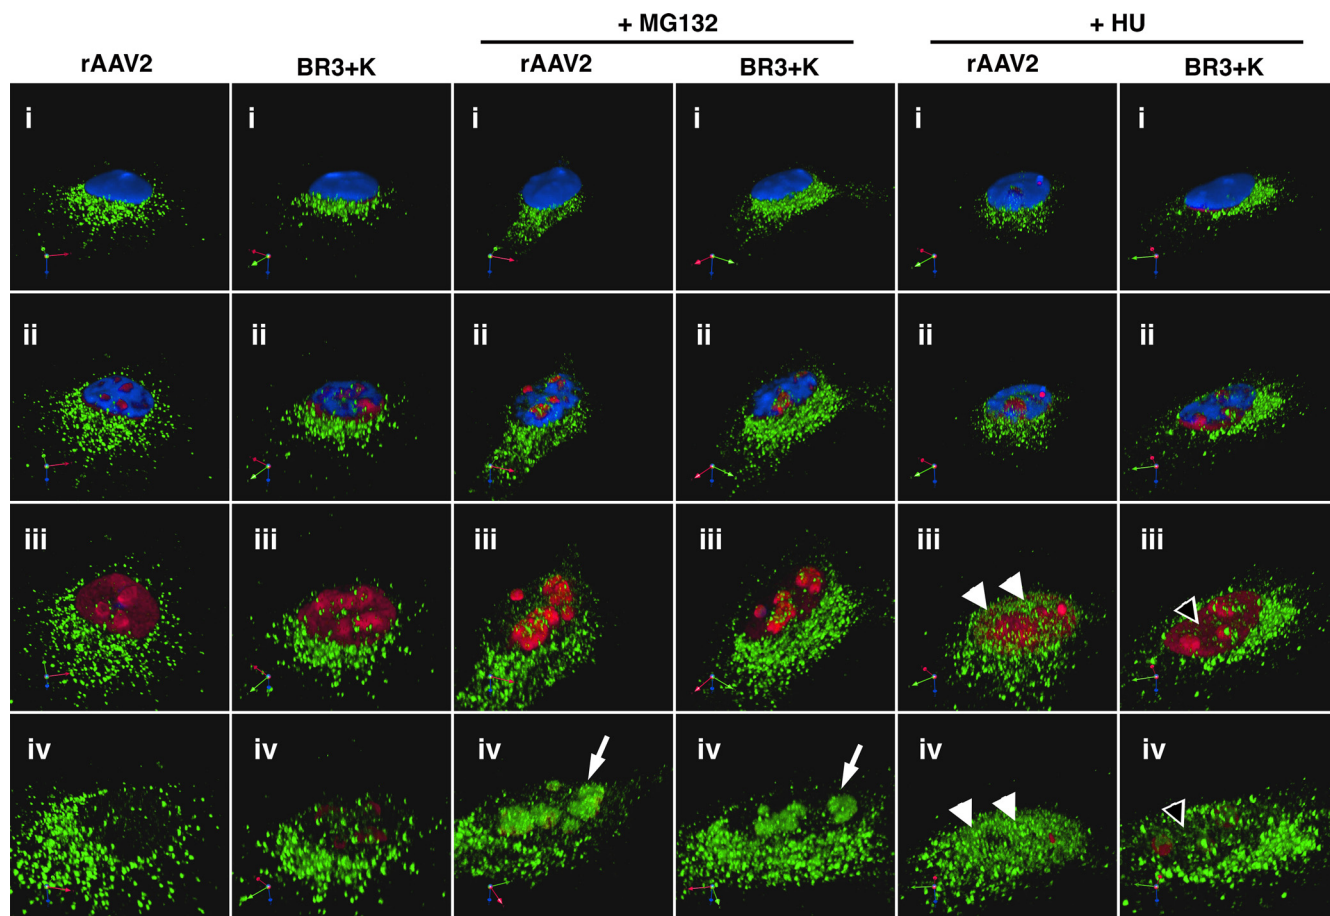 + MG132 + HU
rAAV2 BR3+K rAAV2 BR3+K rAAV2 BR3+K
i i i i i i
ii ii ii ii ii ii
iii iii iii iii iii iii
iv iv iv iv iv iv